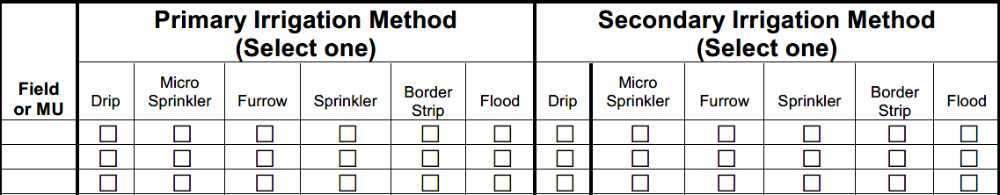 Primary Irrigation Method
(Select one)
Secondary Irrigation Method
(Select one)
Field
or MU
Drip
Micro
Sprinkler
Furrow
Sprinkler
Border
Strip
Flood
Drip
Micro
Sprinkler
Furrow
Sprinkler
Border
Strip
Flood